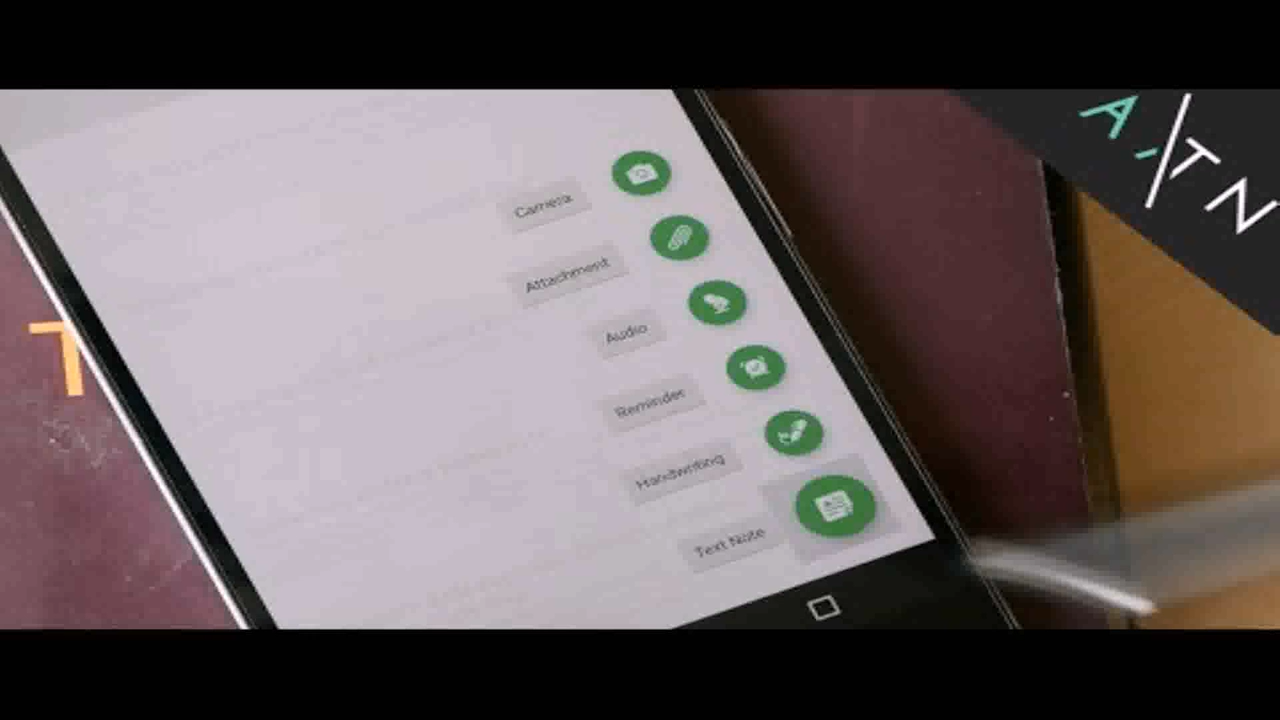 Camera
Attachment
Audio
Reminder
Handwriting
Text Note
T
A/TN